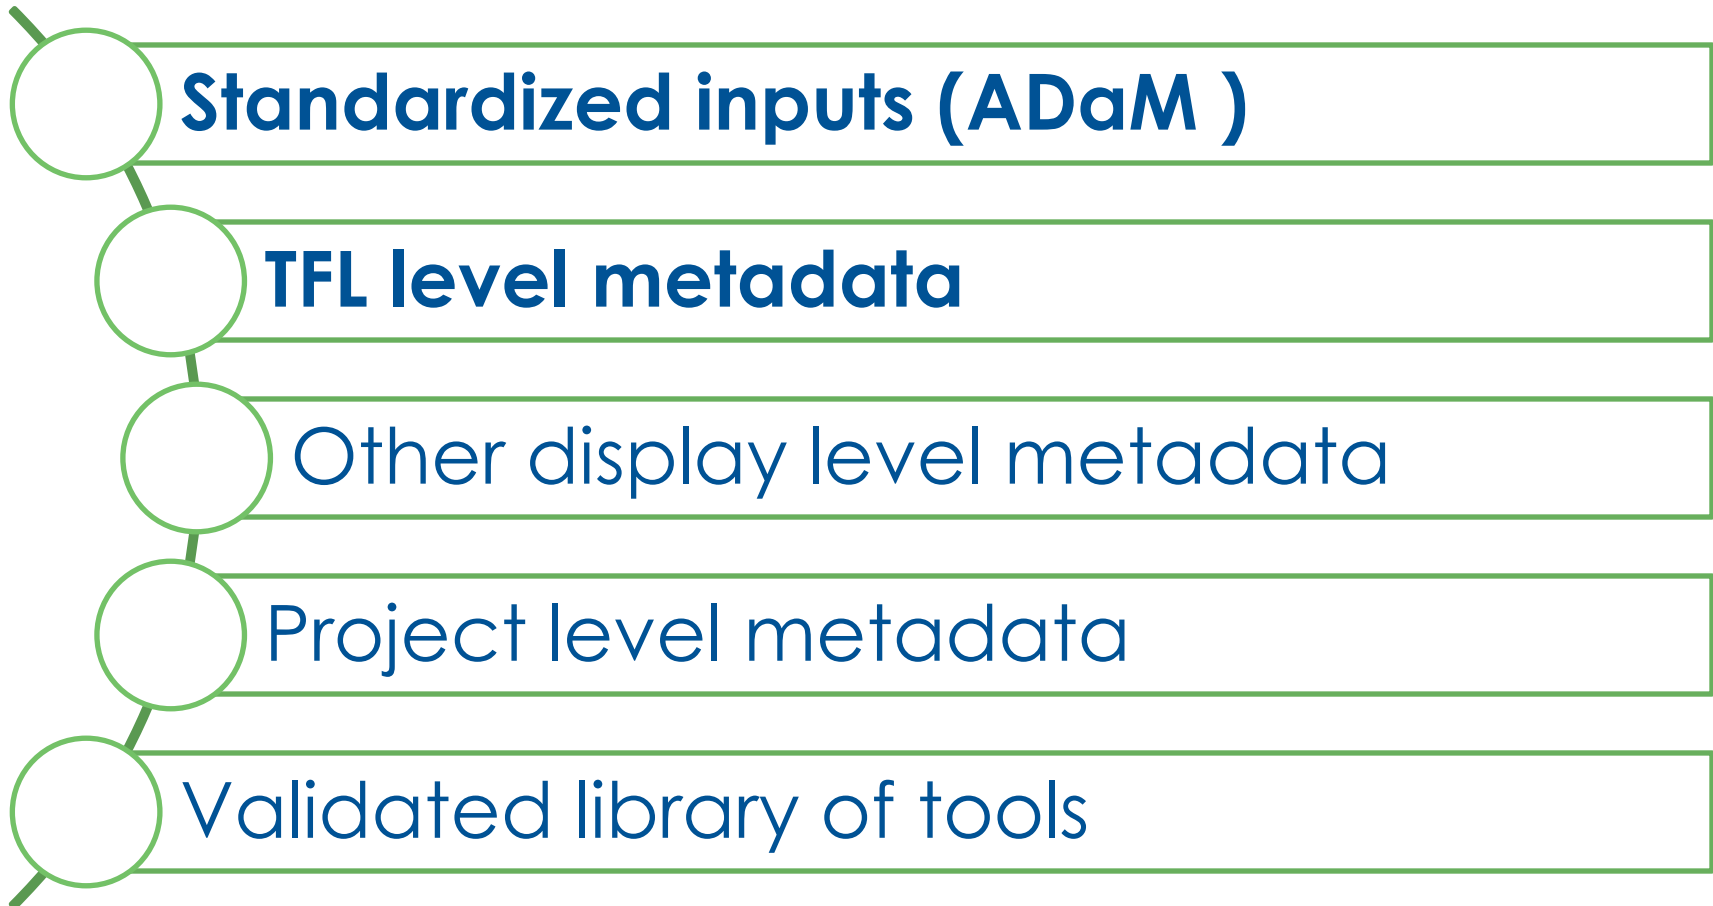 Standardized inputs (ADaM )
TFL level metadata
Other display level metadata
Project level metadata
Validated library of tools